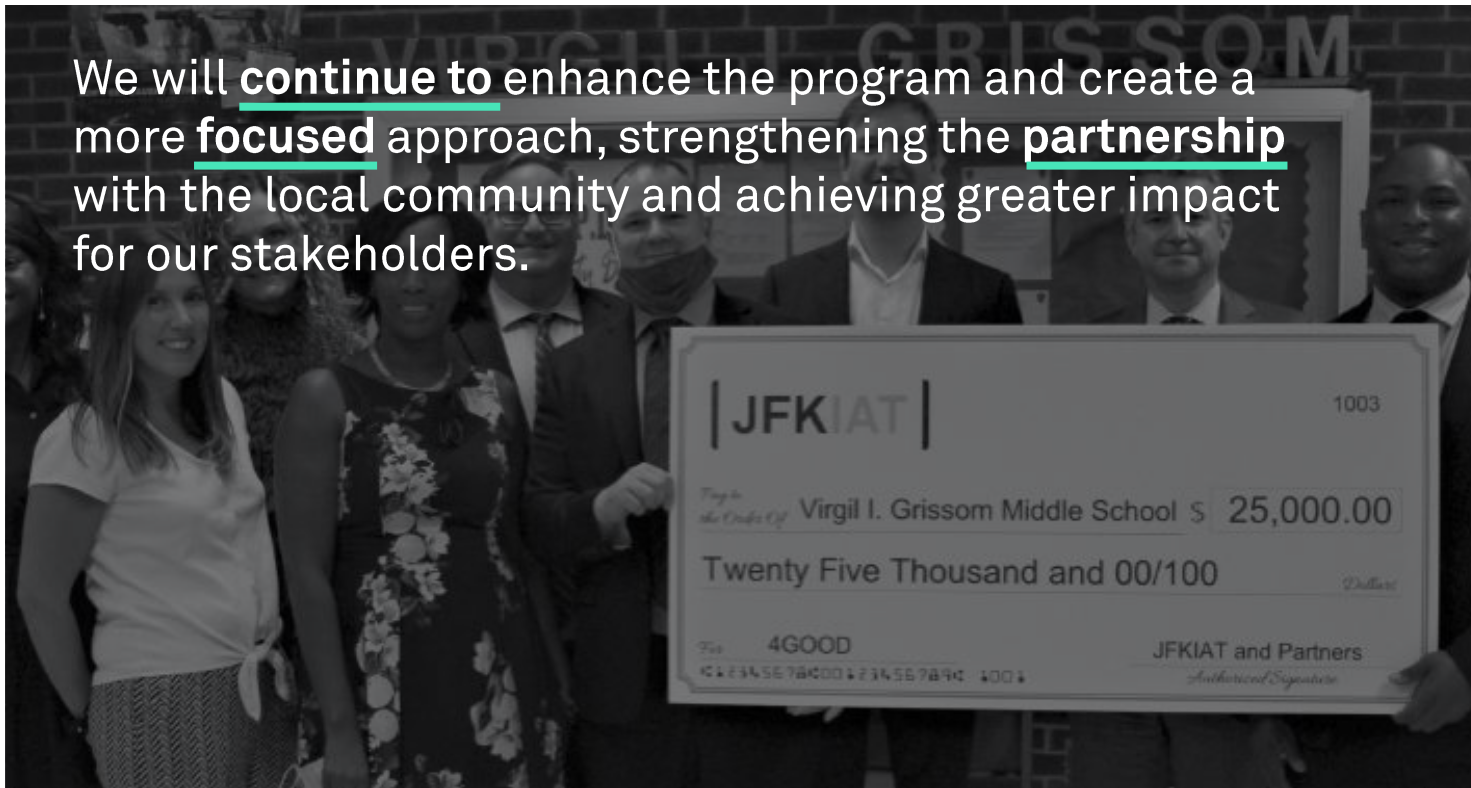 VIRGIL I GRISSOM
We will continue to enhance the program and create a
more focused approach, strengthening the partnership
with the local community and achieving greater impact
for our stakeholders.
|JFKIAT|
1003
Pay to
the Order Of Virgil I. Grissom Middle School $ 25,000.00
Twenty Five Thousand and 00/100 Dollars
For 4GOOD
JFKIAT and Partners
Authorized Signature